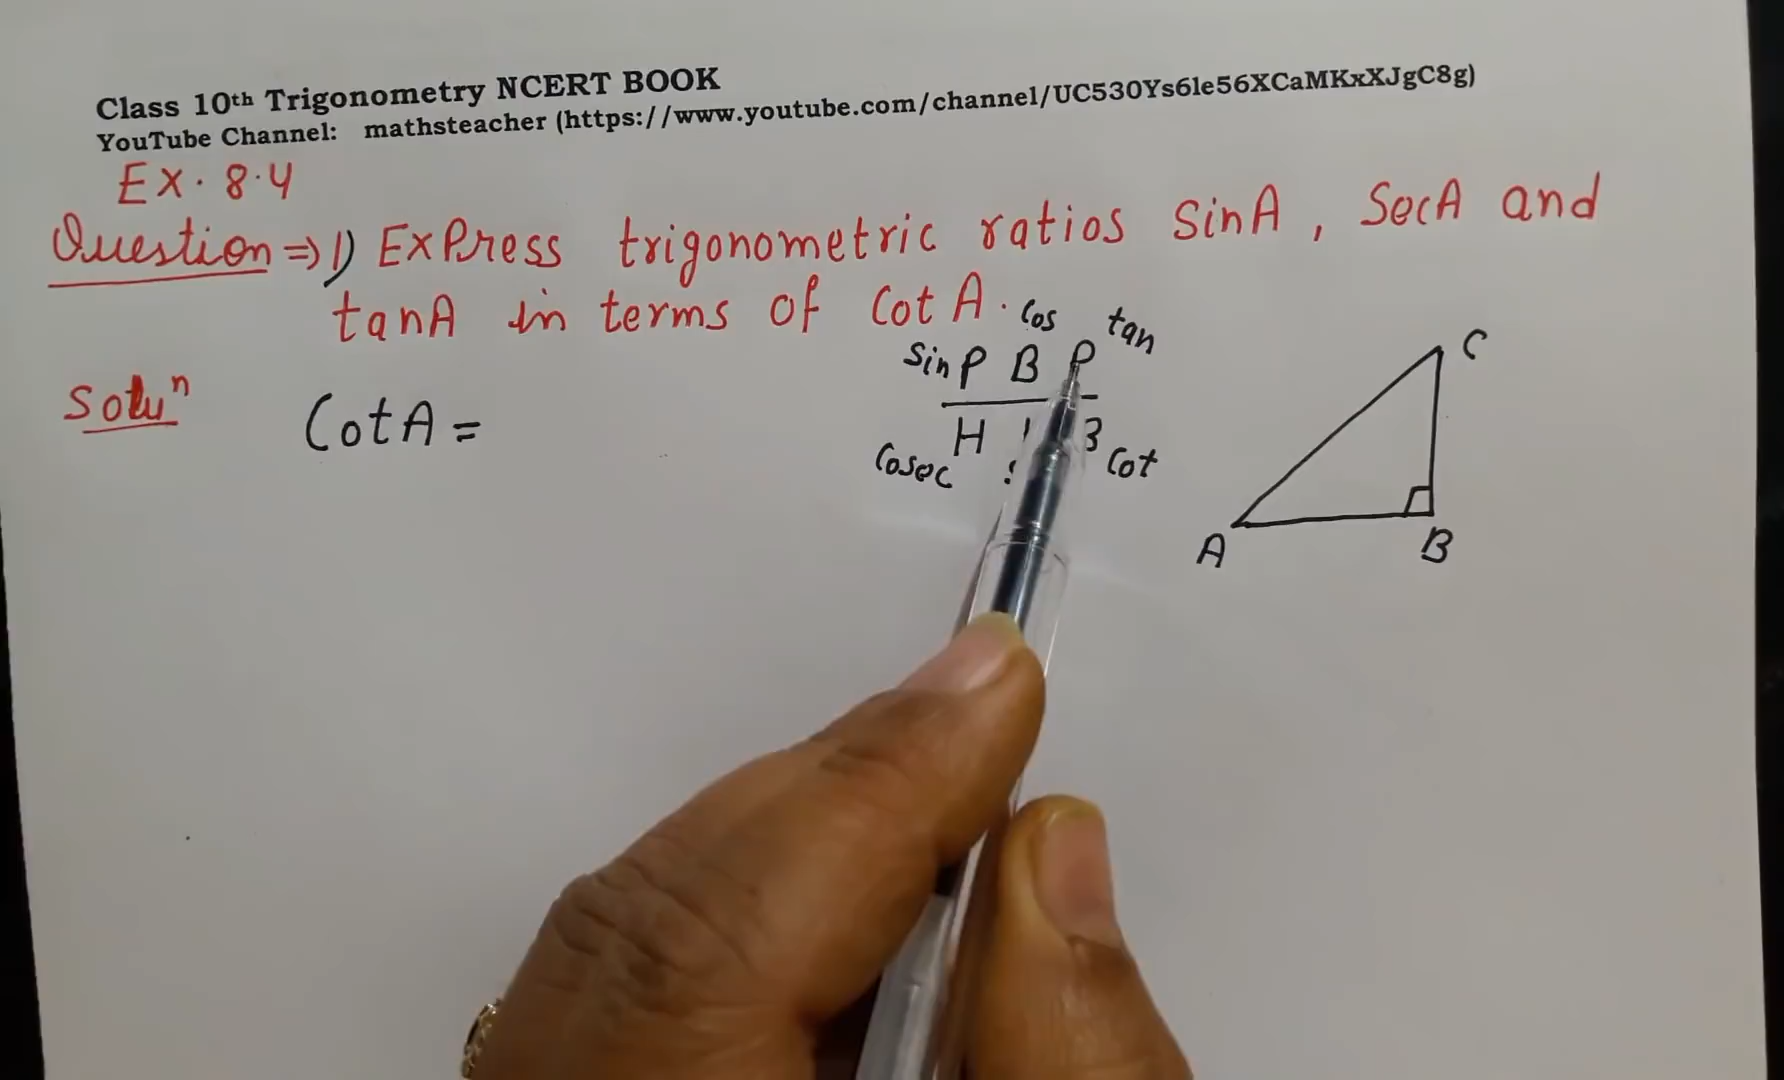 Class 10th Trigonometry NCERT BOOK
YouTube Channel: mathsteacher (https://www.youtube.com/channel/UC530Ys6le56XCaMKxXJgC8g)
Ex. 8.4
Question ⇒ 1) ExPress trigonometric ratios SinA, SecA and
tanA in terms of Cot A.
Cos tan
Sin P B P
H B
Cosec Cot
Soluⁿ CotA =
C
A B